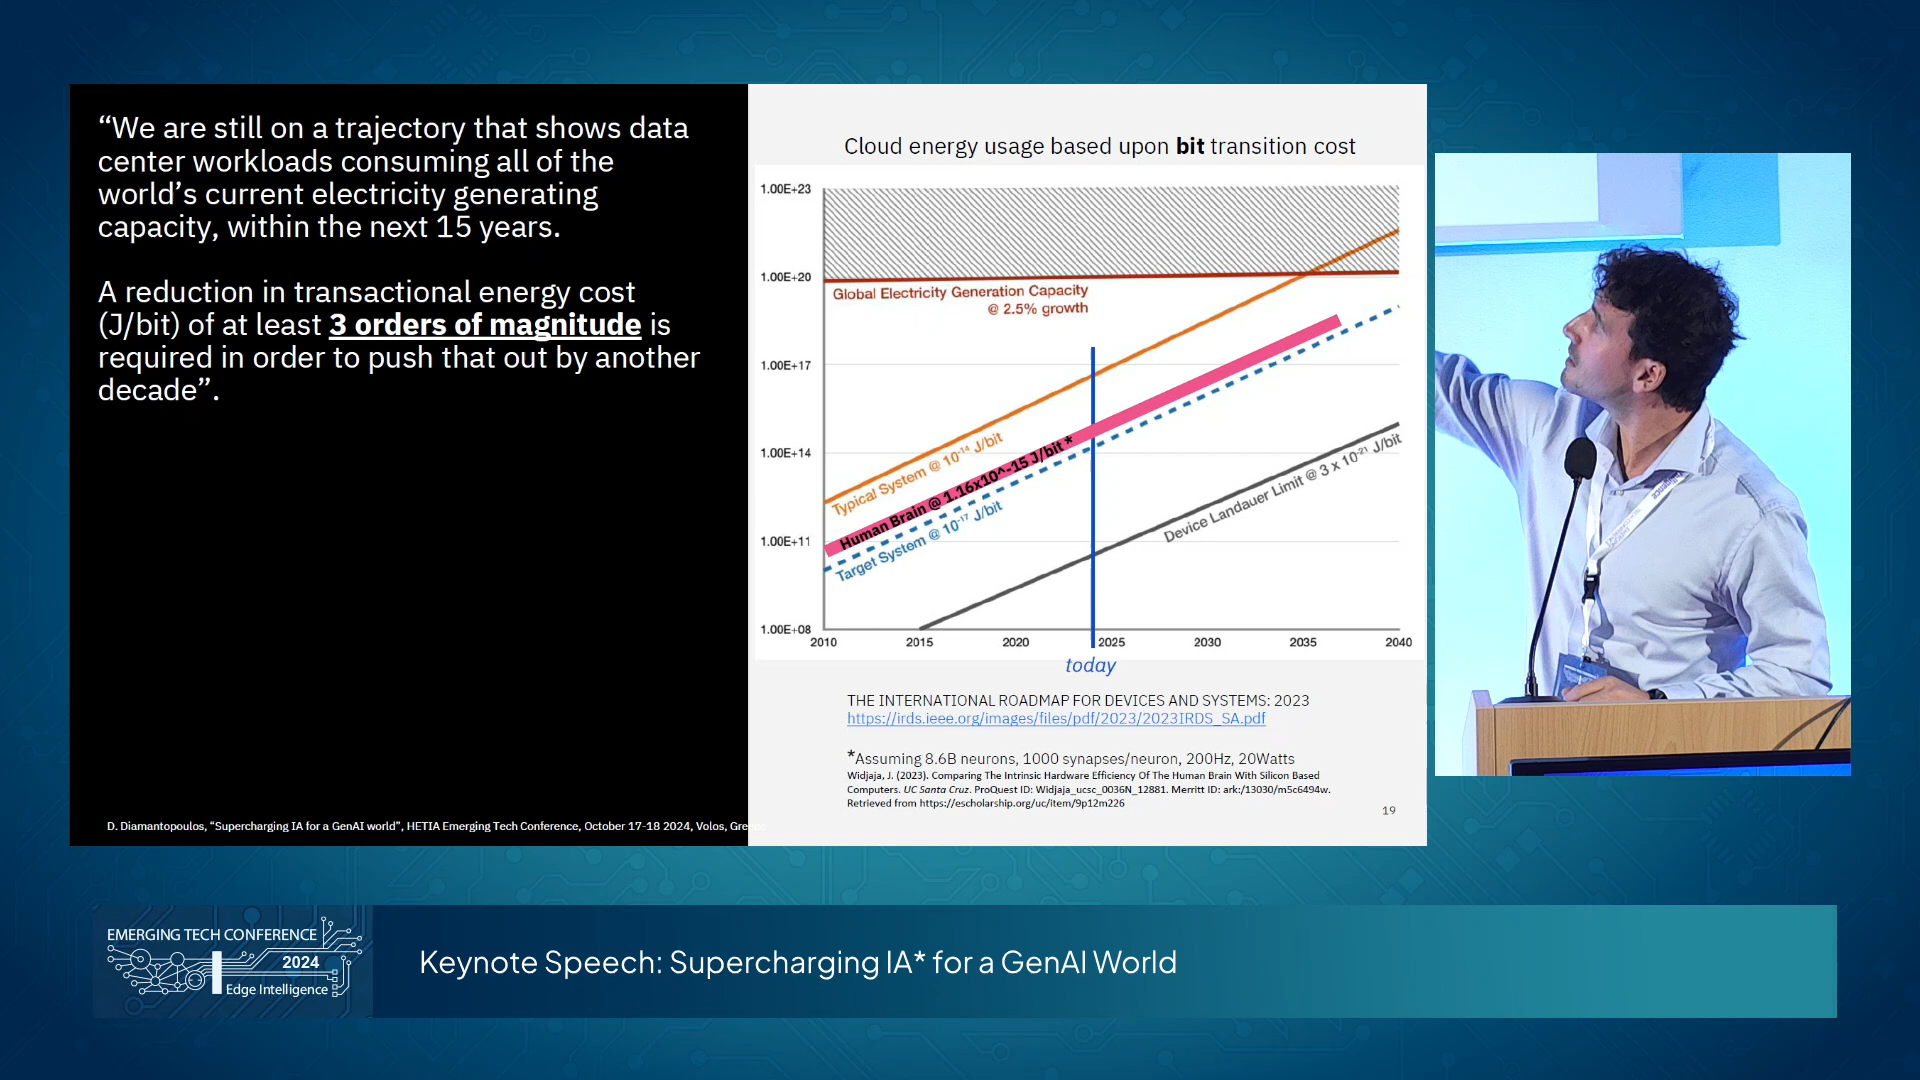 “We are still on a trajectory that shows data
center workloads consuming all of the
world’s current electricity generating
capacity, within the next 15 years.
A reduction in transactional energy cost
(J/bit) of at least 3 orders of magnitude is
required in order to push that out by another
decade”.
D. Diamantopoulos, “Supercharging IA for a GenAI world”, HETIA Emerging Tech Conference, October 17-18 2024, Volos, Greece
Cloud energy usage based upon bit transition cost
1.00E+23
1.00E+20
1.00E+17
1.00E+14
1.00E+11
1.00E+08
Global Electricity Generation Capacity
@ 2.5% growth
Typical System @ 10⁻¹⁴ J/bit
Human Brain @ 1.16x10^-15 J/bit *
Target System @ 10⁻¹⁷ J/bit
Device Landauer Limit @ 3 x 10⁻²¹ J/bit
2010 2015 2020 2025 2030 2035 2040
today
THE INTERNATIONAL ROADMAP FOR DEVICES AND SYSTEMS: 2023
https://irds.ieee.org/images/files/pdf/2023/2023IRDS_SA.pdf
*Assuming 8.6B neurons, 1000 synapses/neuron, 200Hz, 20Watts
Widjaja, J. (2023). Comparing The Intrinsic Hardware Efficiency Of The Human Brain With Silicon Based
Computers. UC Santa Cruz. ProQuest ID: Widjaja_ucsc_0036N_12881. Merritt ID: ark:/13030/m5c6494w.
Retrieved from https://escholarship.org/uc/item/9p12m226
19
EMERGING TECH CONFERENCE
2024
Edge Intelligence
Keynote Speech: Supercharging IA* for a GenAI World